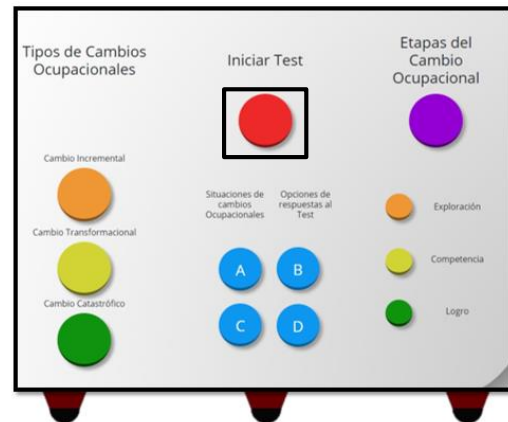 Tipos de Cambios
Ocupacionales
Cambio Incremental
Cambio Transformacional
Cambio Catastrófico
Iniciar Test
Situaciones de
cambios
Ocupacionales
Opciones de
respuestas al
Test
A
B
C
D
Etapas del
Cambio
Ocupacional
Exploración
Competencia
Logro